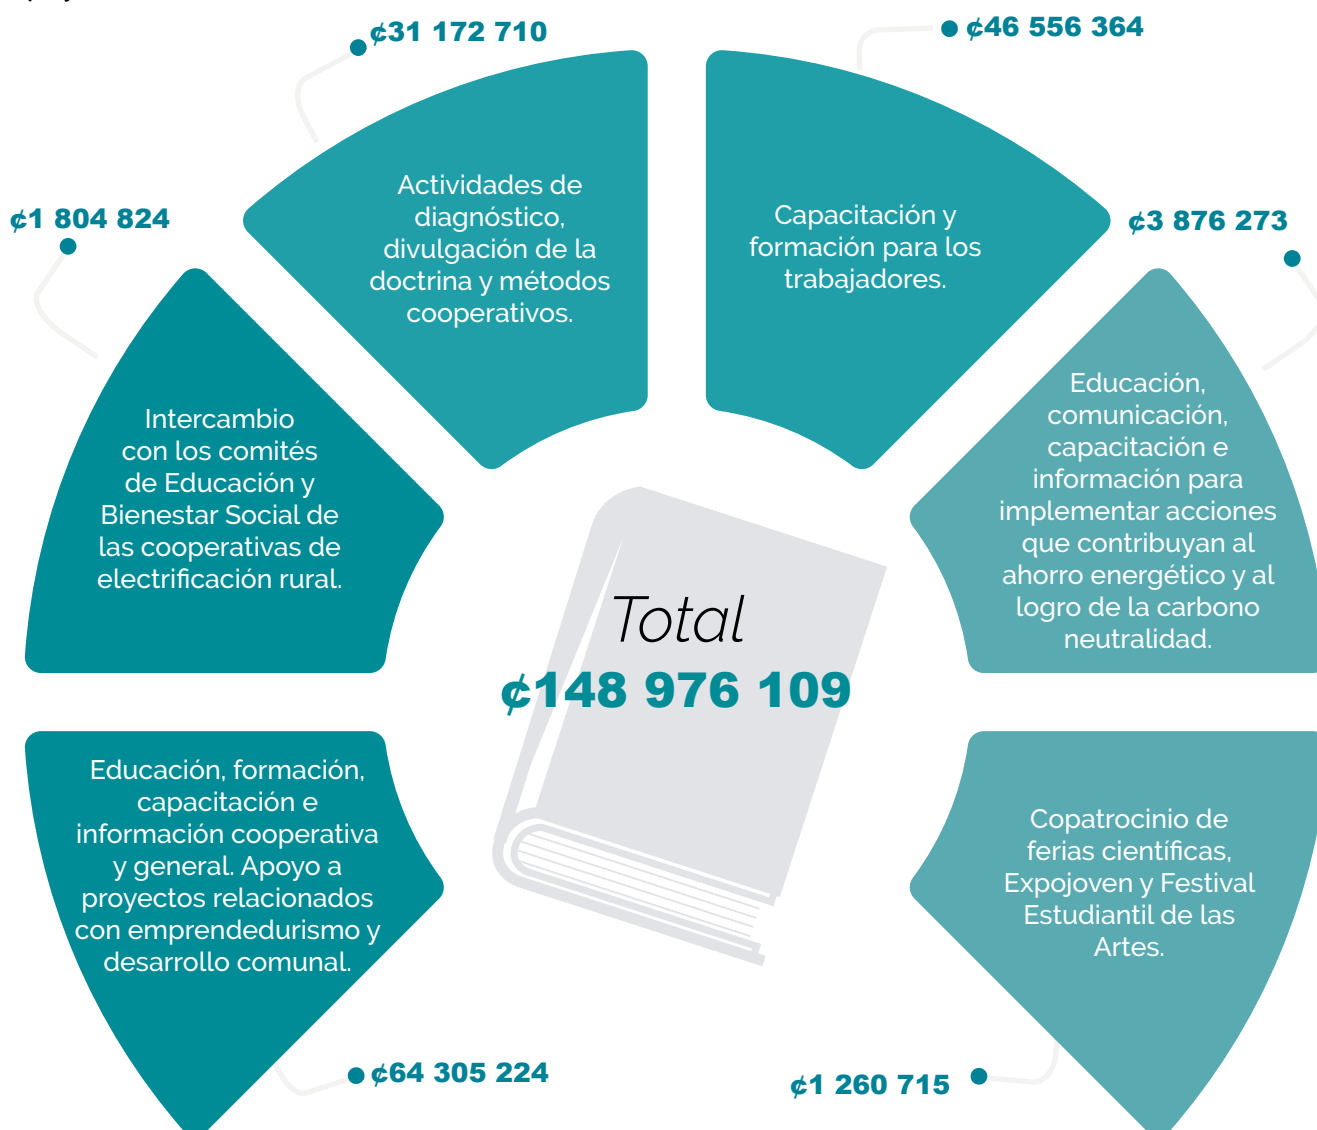 ¢31 172 710
¢46 556 364
¢1 804 824
¢3 876 273
Actividades de
diagnóstico,
divulgación de la
doctrina y métodos
cooperativos.
Capacitación y
formación para los
trabajadores.
Intercambio
con los comités
de Educación y
Bienestar Social de
las cooperativas de
electrificación rural.
Educación,
comunicación,
capacitación e
información para
implementar acciones
que contribuyan al
ahorro energético y al
logro de la carbono
neutralidad.
Total
¢148 976 109
Educación, formación,
capacitación e
información cooperativa
y general. Apoyo a
proyectos relacionados
con emprendedurismo y
desarrollo comunal.
Copatrocinio de
ferias científicas,
Expojoven y Festival
Estudiantil de las
Artes.
¢64 305 224
¢1 260 715